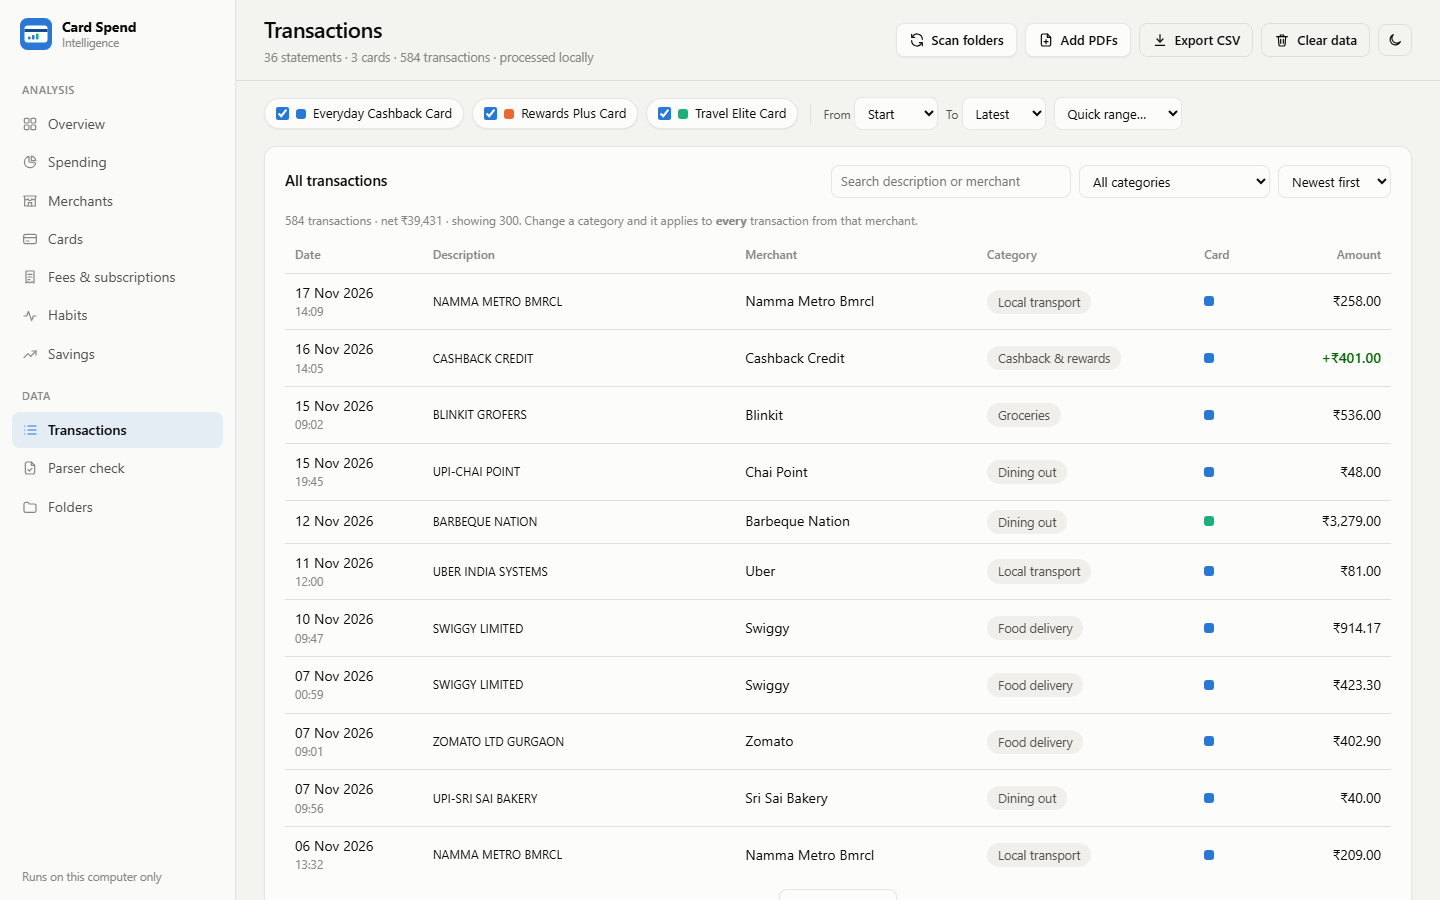 Card Spend
Intelligence
ANALYSIS
Overview
Spending
Merchants
Cards
Fees & subscriptions
Habits
Savings
DATA
Transactions
Parser check
Folders
Runs on this computer only
Transactions
36 statements · 3 cards · 584 transactions · processed locally
Scan folders
Add PDFs
Export CSV
Clear data
Everyday Cashback Card
Rewards Plus Card
Travel Elite Card
From Start
To Latest
Quick range...
All transactions
Search description or merchant
All categories
Newest first
584 transactions · net ₹39,431 · showing 300. Change a category and it applies to every transaction from that merchant.
Date Description Merchant Category Card Amount
17 Nov 2026 NAMMA METRO BMRCL Namma Metro Bmrcl Local transport ₹258.00
14:09
16 Nov 2026 CASHBACK CREDIT Cashback Credit Cashback & rewards +₹401.00
14:05
15 Nov 2026 BLINKIT GROFERS Blinkit Groceries ₹536.00
09:02
15 Nov 2026 UPI-CHAI POINT Chai Point Dining out ₹48.00
19:45
12 Nov 2026 BARBEQUE NATION Barbeque Nation Dining out ₹3,279.00
11 Nov 2026 UBER INDIA SYSTEMS Uber Local transport ₹81.00
12:00
10 Nov 2026 SWIGGY LIMITED Swiggy Food delivery ₹914.17
09:47
07 Nov 2026 SWIGGY LIMITED Swiggy Food delivery ₹423.30
00:59
07 Nov 2026 ZOMATO LTD GURGAON Zomato Food delivery ₹402.90
09:01
07 Nov 2026 UPI-SRI SAI BAKERY Sri Sai Bakery Dining out ₹40.00
09:56
06 Nov 2026 NAMMA METRO BMRCL Namma Metro Bmrcl Local transport ₹209.00
13:32